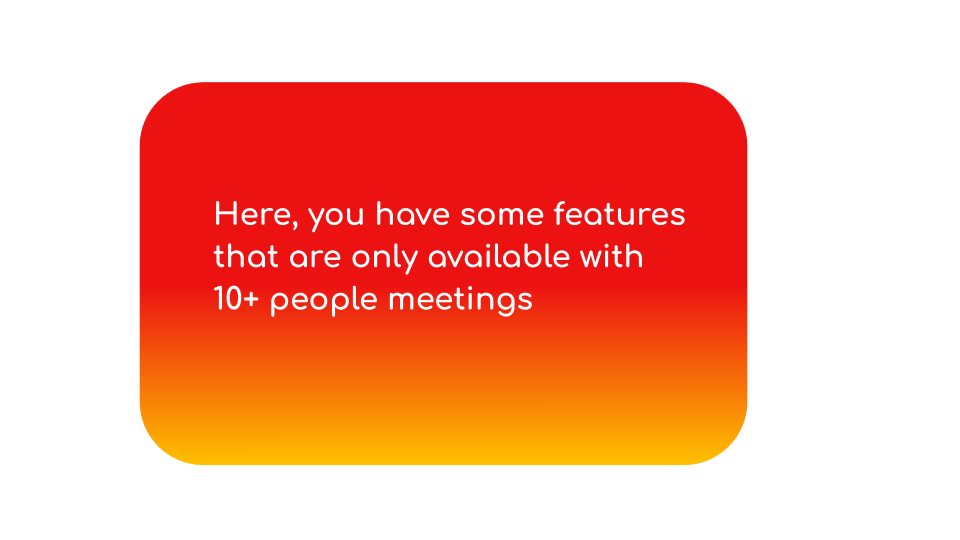 Here, you have some features
that are only available with
10+ people meetings